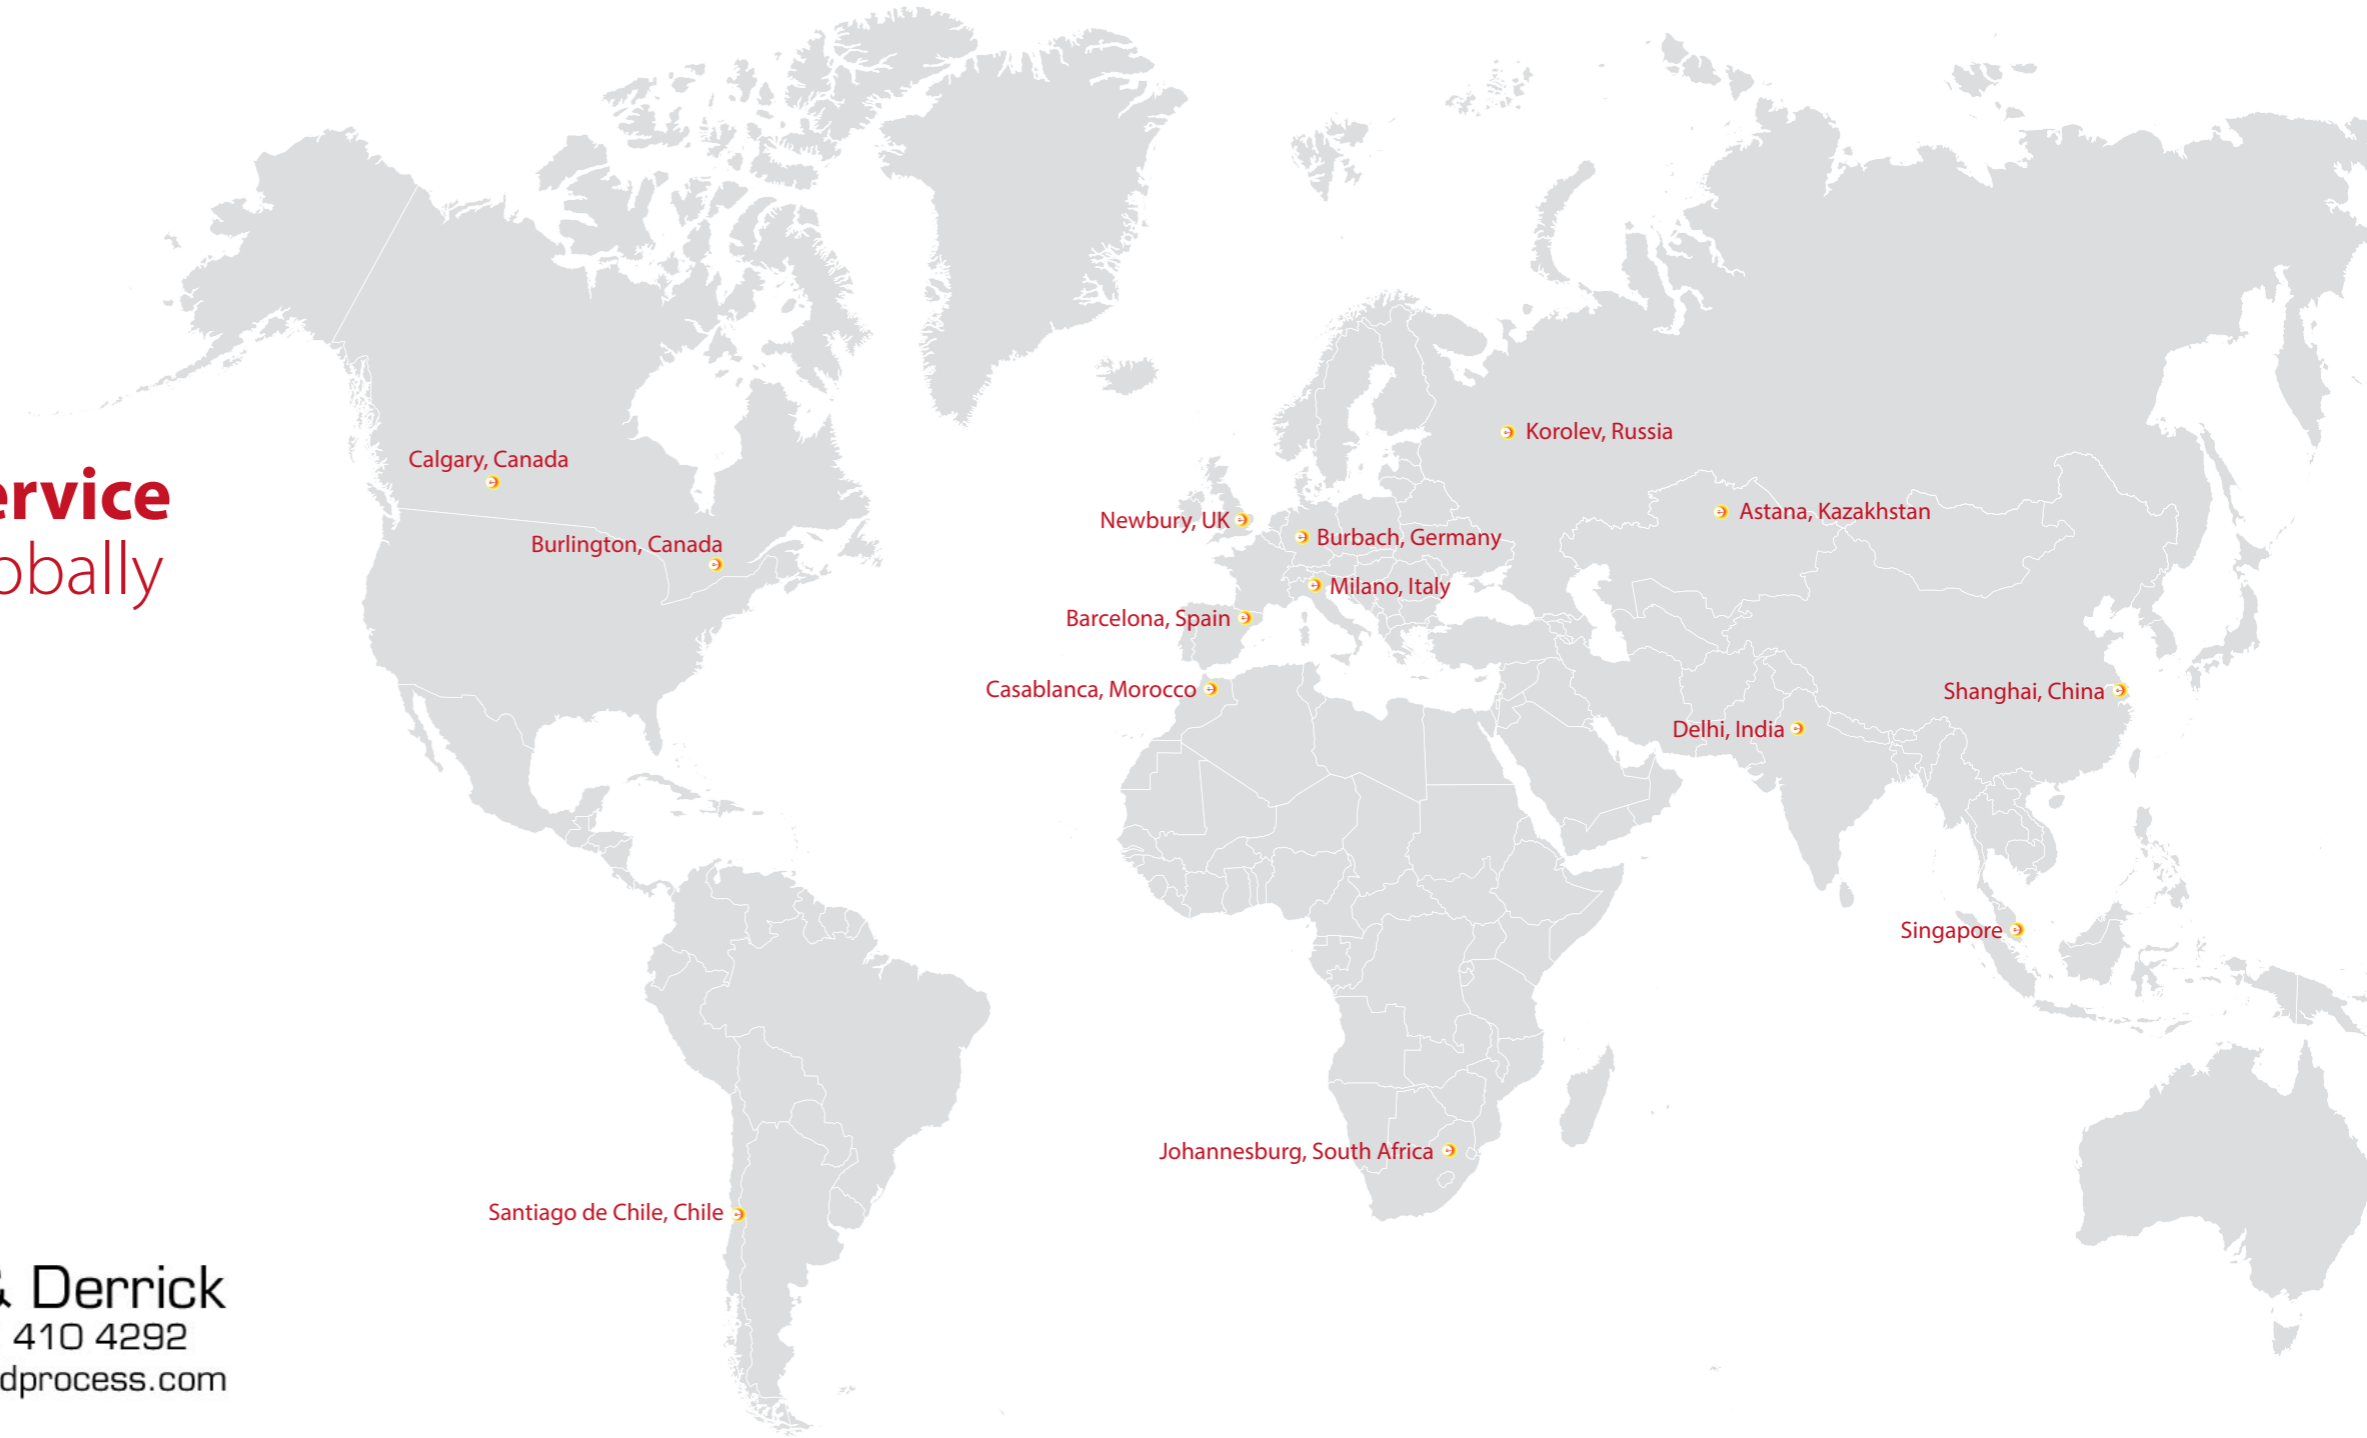 ervice
obally
Calgary, Canada
Burlington, Canada
Korolev, Russia
Astana, Kazakhstan
Newbury, UK
Burbach, Germany
Milano, Italy
Barcelona, Spain
Casablanca, Morocco
Shanghai, China
Delhi, India
Singapore
Johannesburg, South Africa
Santiago de Chile, Chile
& Derrick
410 4292
dprocess.com